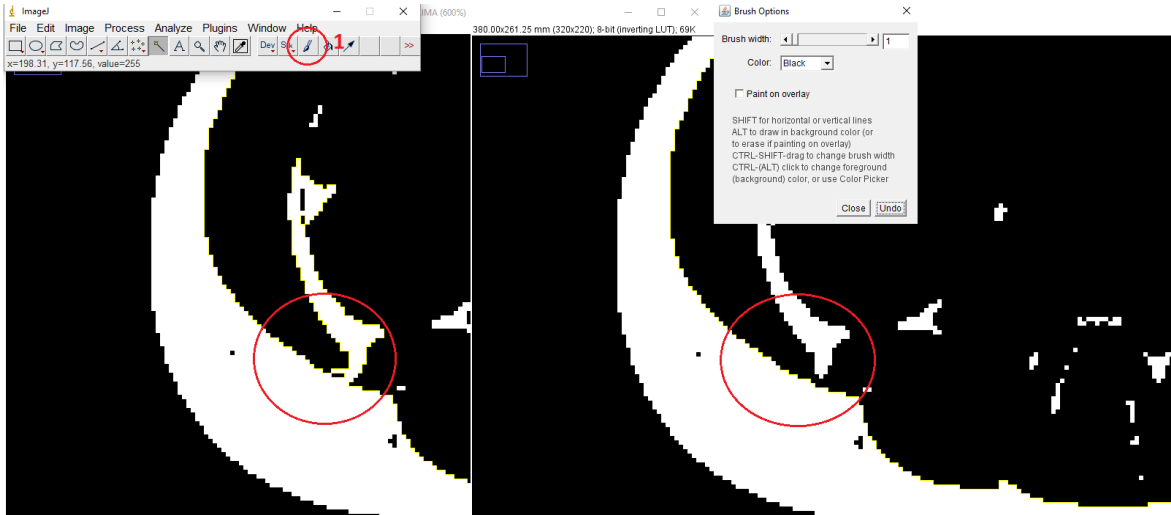 ImageJ
File Edit Image Process Analyze Plugins Window Help
A Dev Stk >>
1
x=198.31, y=117.56, value=255
IMA (600%)
380.00x261.25 mm (320x220); 8-bit (inverting LUT); 69K
Brush Options
Brush width: 1
Color: Black
Paint on overlay
SHIFT for horizontal or vertical lines
ALT to draw in background color (or
to erase if painting on overlay)
CTRL-SHIFT-drag to change brush width
CTRL-(ALT) click to change foreground
(background) color, or use Color Picker
Close Undo